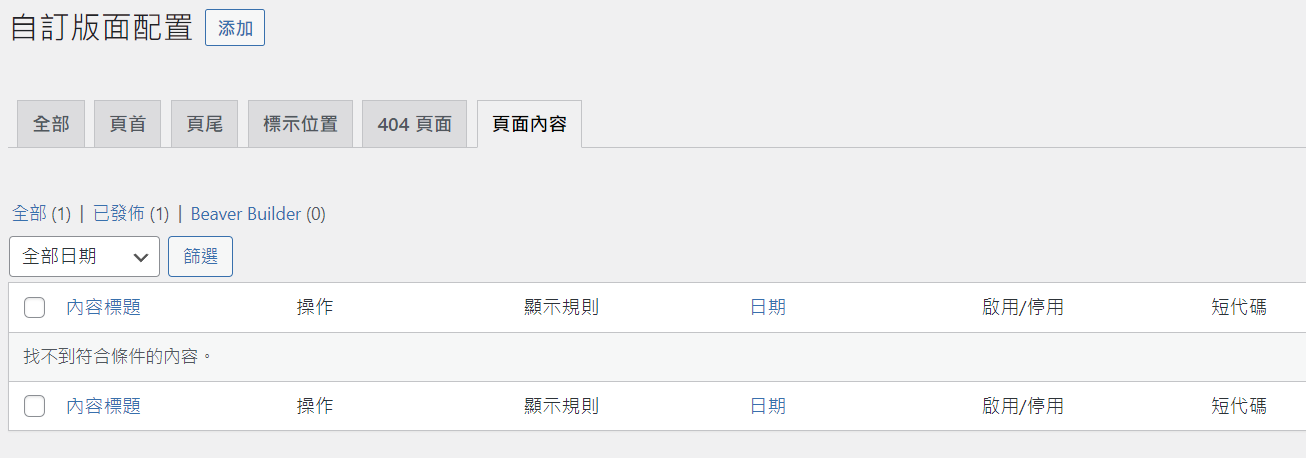 自訂版面配置 添加
全部 頁首 頁尾 標示位置 404 頁面 頁面內容
全部 (1) | 已發佈 (1) | Beaver Builder (0)
全部日期 篩選
內容標題 操作 顯示規則 日期 啟用/停用 短代碼
找不到符合條件的內容。
內容標題 操作 顯示規則 日期 啟用/停用 短代碼